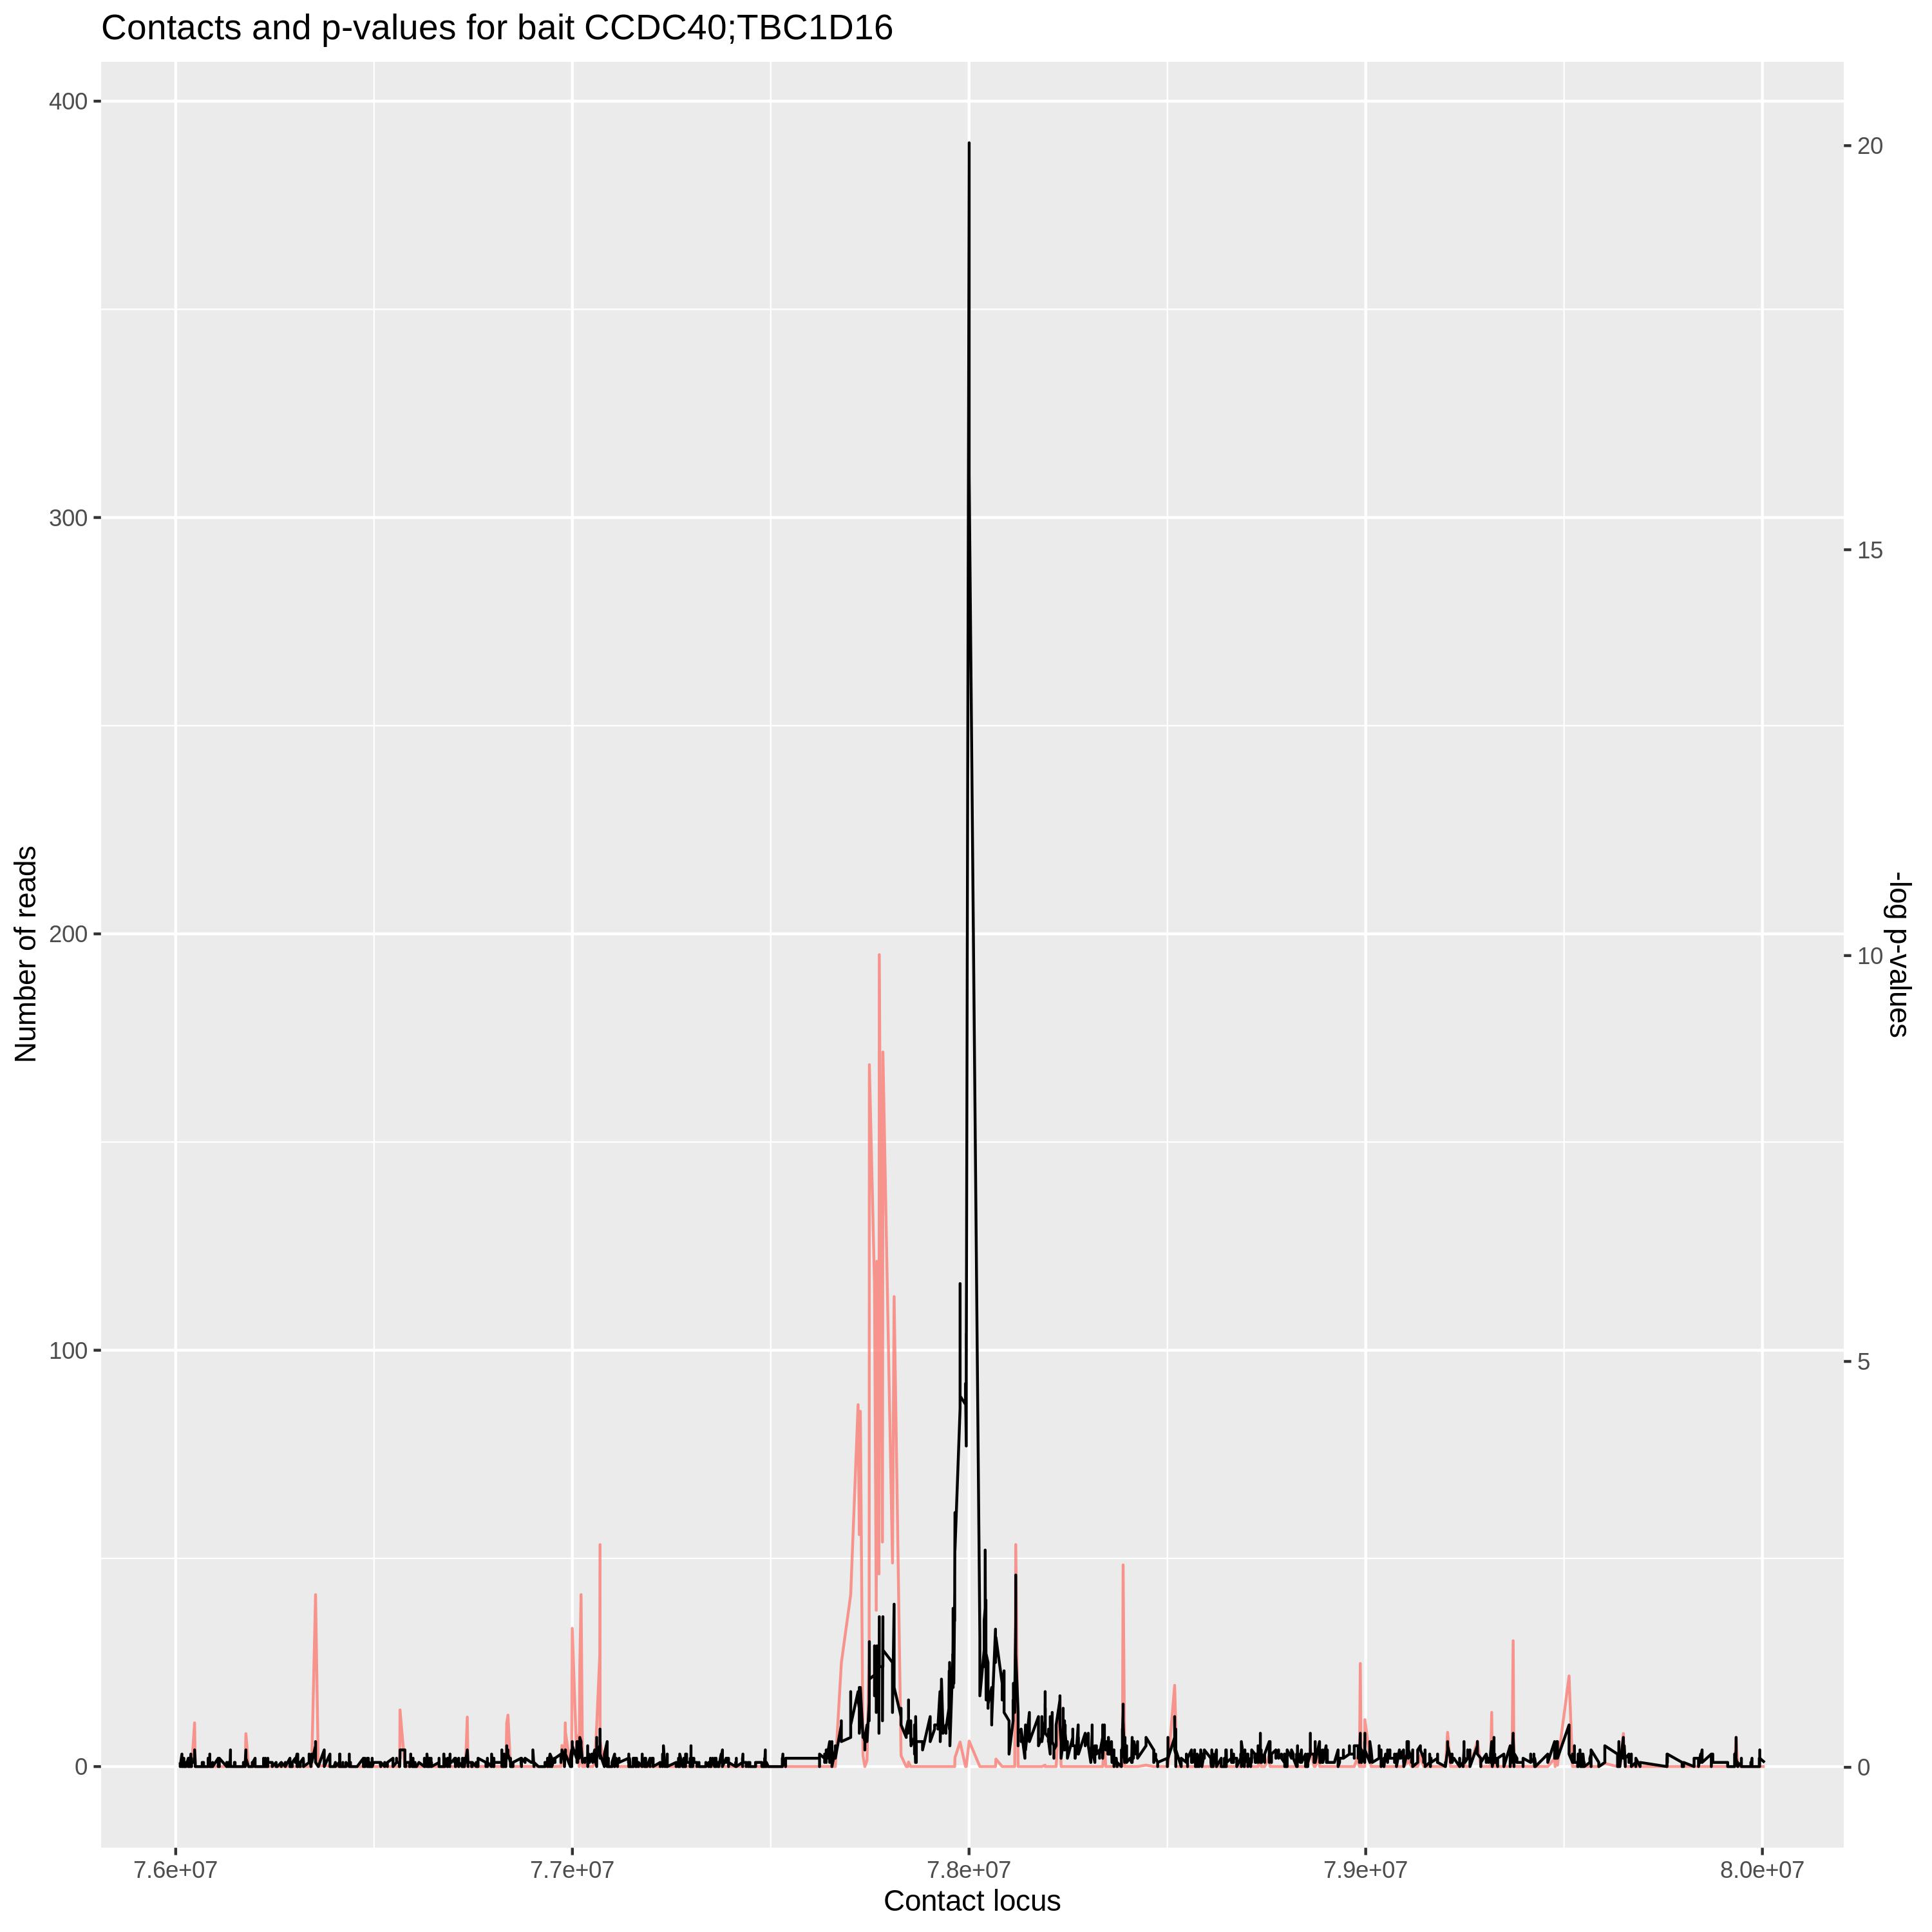 Contacts and p-values for bait CCDC40;TBC1D16
400
300
200
100
0
Number of reads
20
15
10
5
0
-log p-values
7.6e+07
7.7e+07
7.8e+07
7.9e+07
8.0e+07
Contact locus